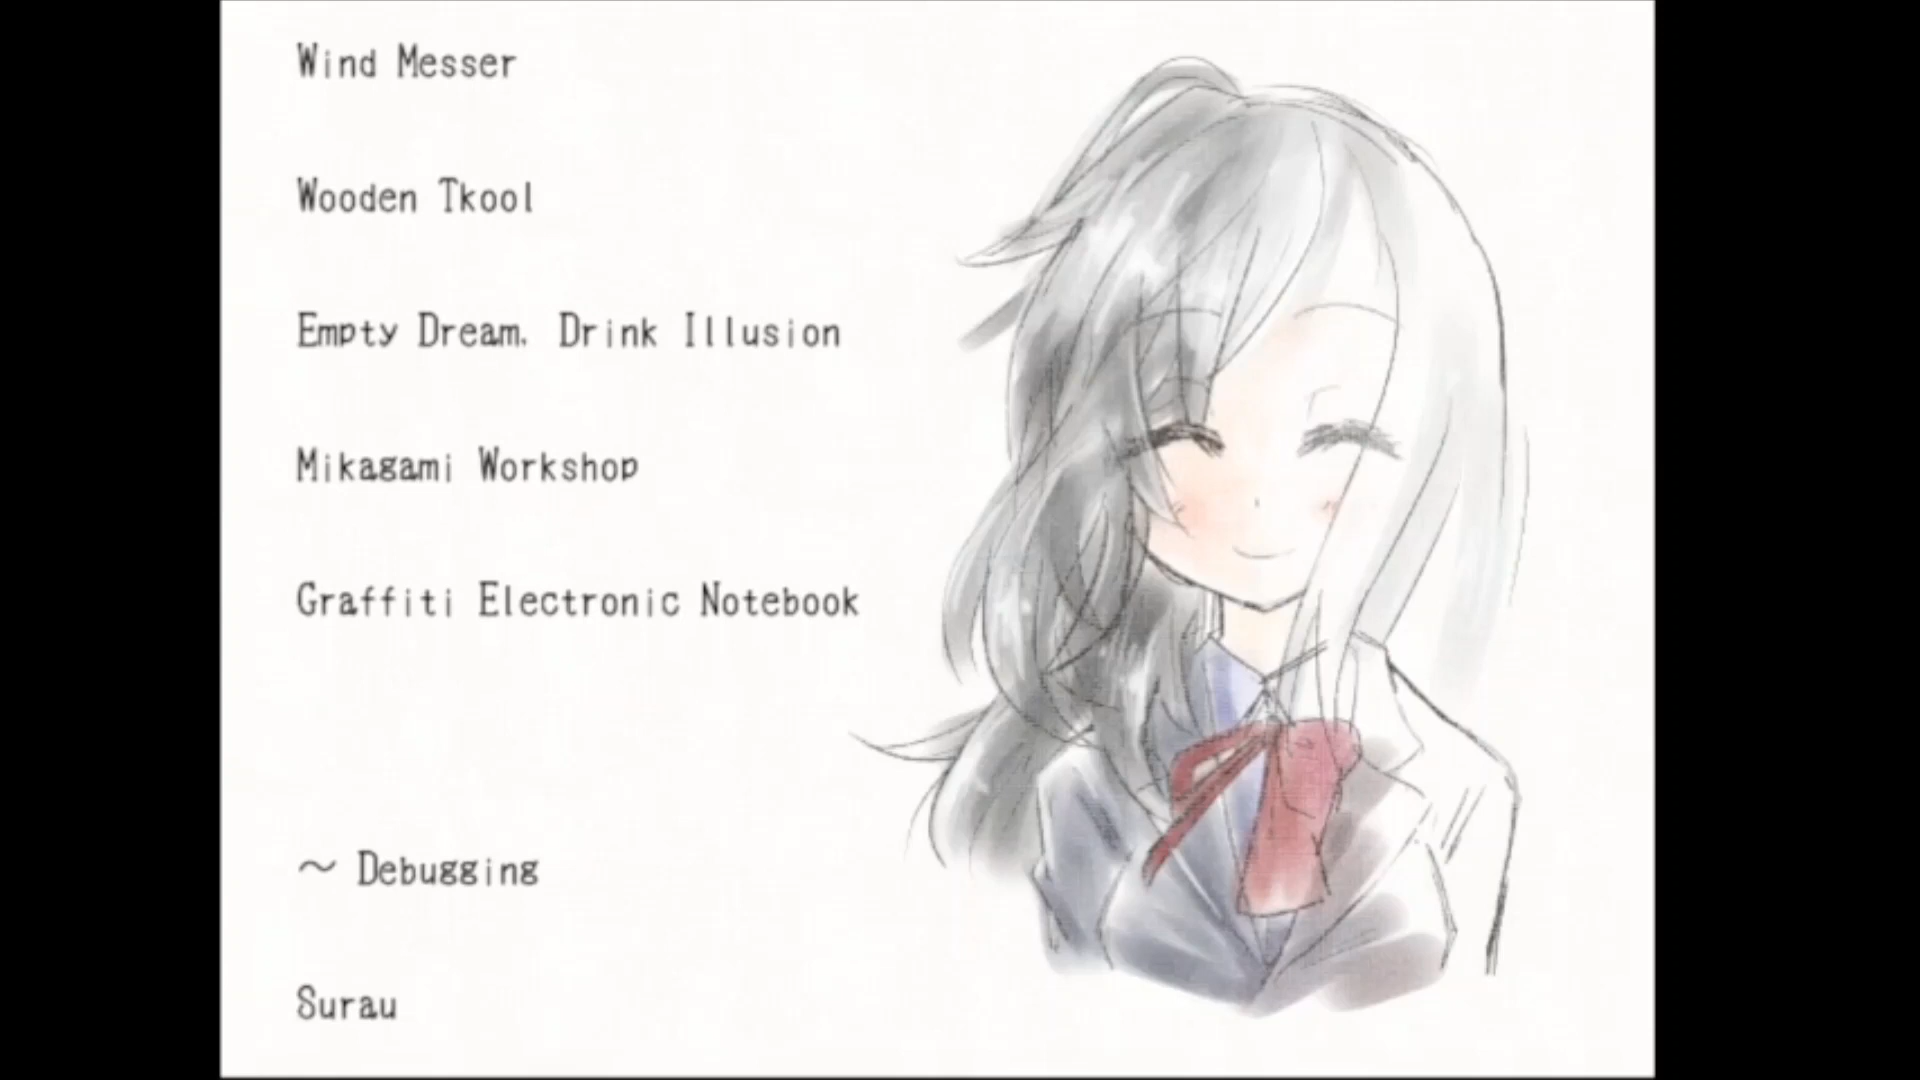 Wind Messer
Wooden Tkool
Empty Dream, Drink Illusion
Mikagami Workshop
Graffiti Electronic Notebook
～ Debugging
Surau